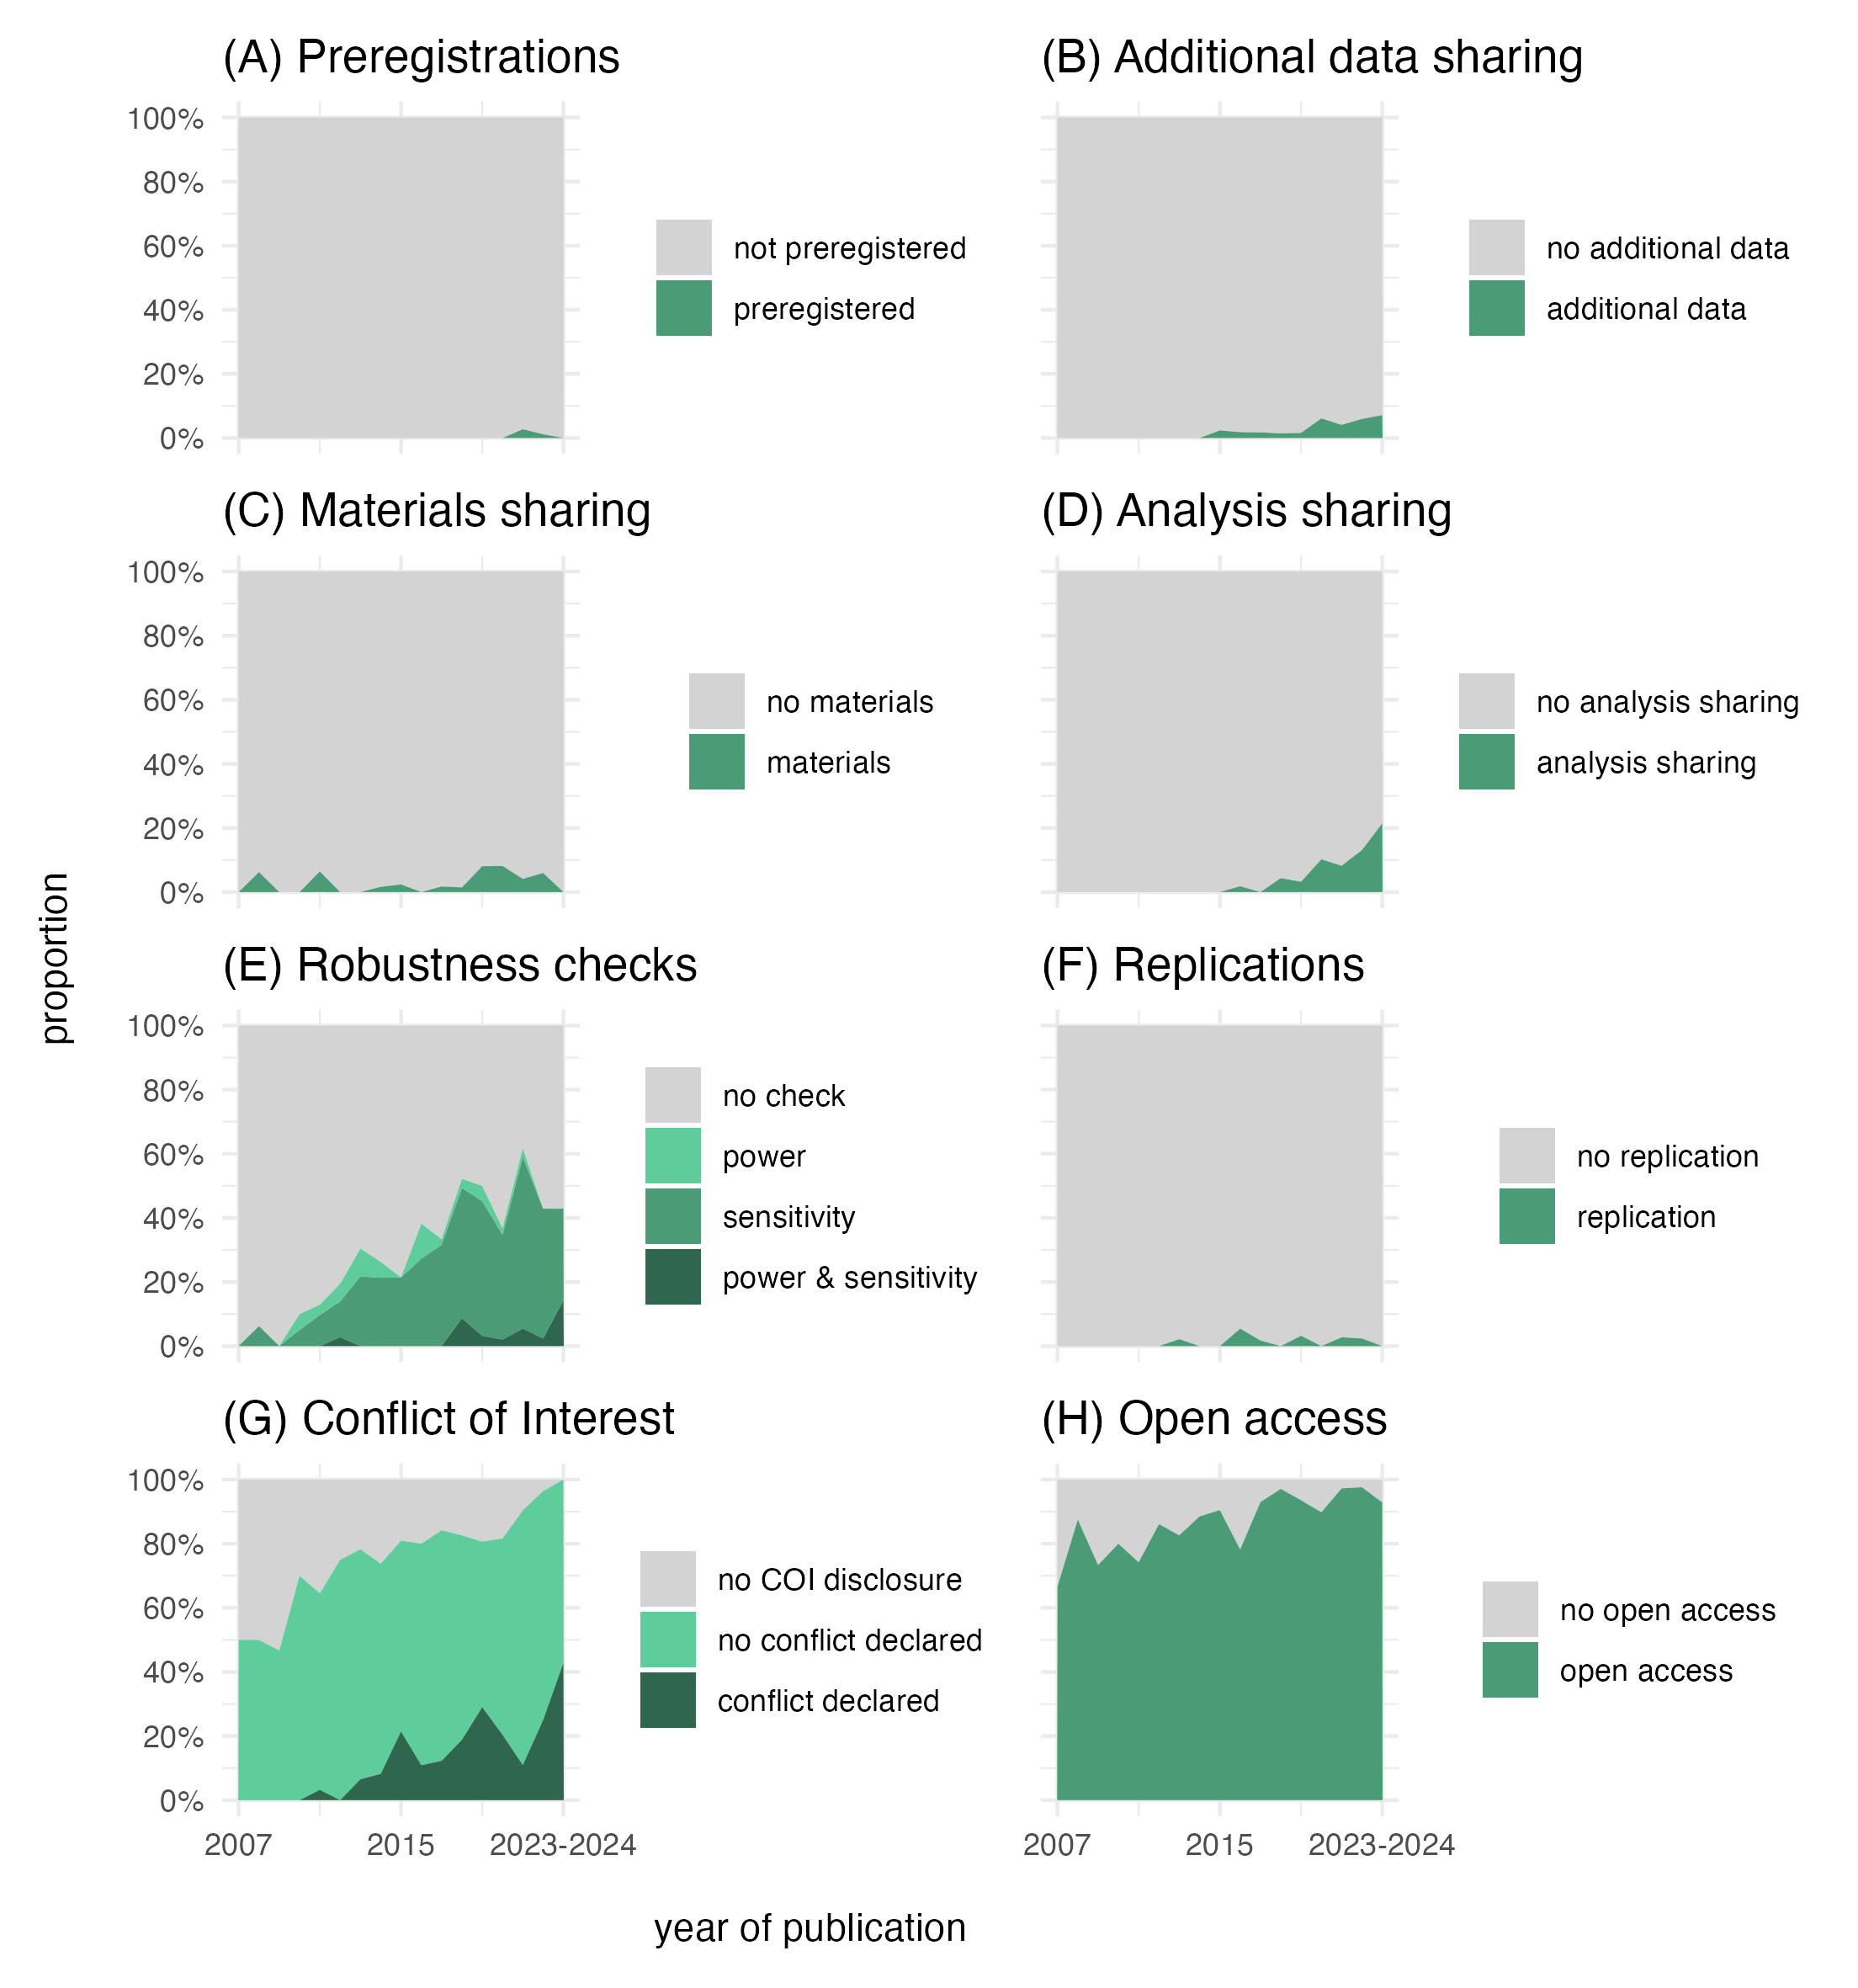 (A) Preregistrations
100%
80%
60%
40%
20%
0%
not preregistered
preregistered
(B) Additional data sharing
no additional data
additional data
(C) Materials sharing
100%
80%
60%
40%
20%
0%
no materials
materials
(D) Analysis sharing
no analysis sharing
analysis sharing
proportion
(E) Robustness checks
100%
80%
60%
40%
20%
0%
no check
power
sensitivity
power & sensitivity
(F) Replications
no replication
replication
(G) Conflict of Interest
100%
80%
60%
40%
20%
0%
no COI disclosure
no conflict declared
conflict declared
2007 2015 2023-2024
(H) Open access
no open access
open access
2007 2015 2023-2024
year of publication